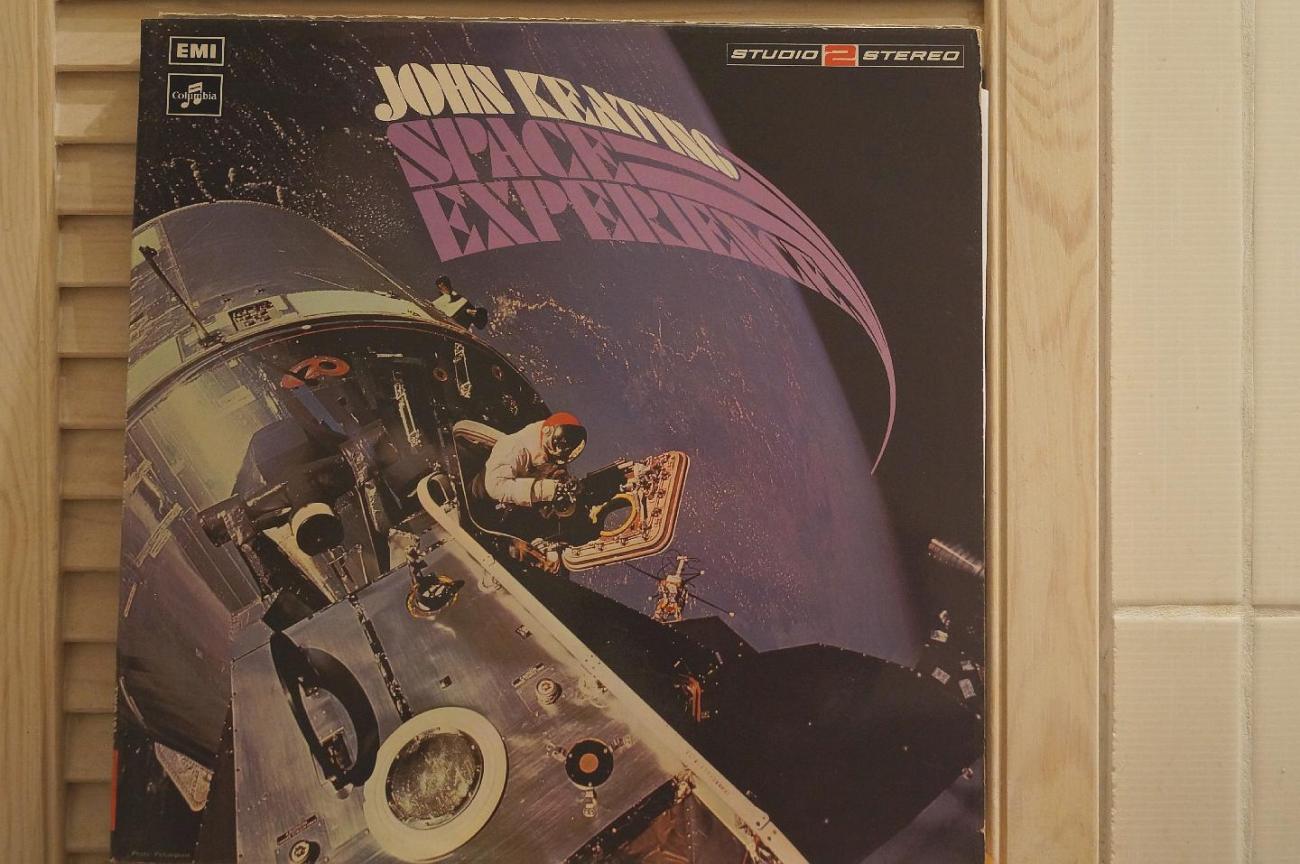 EMI
Columbia
STUDIO 2 STEREO
JOHN KEATING
SPACE
EXPERIENCE